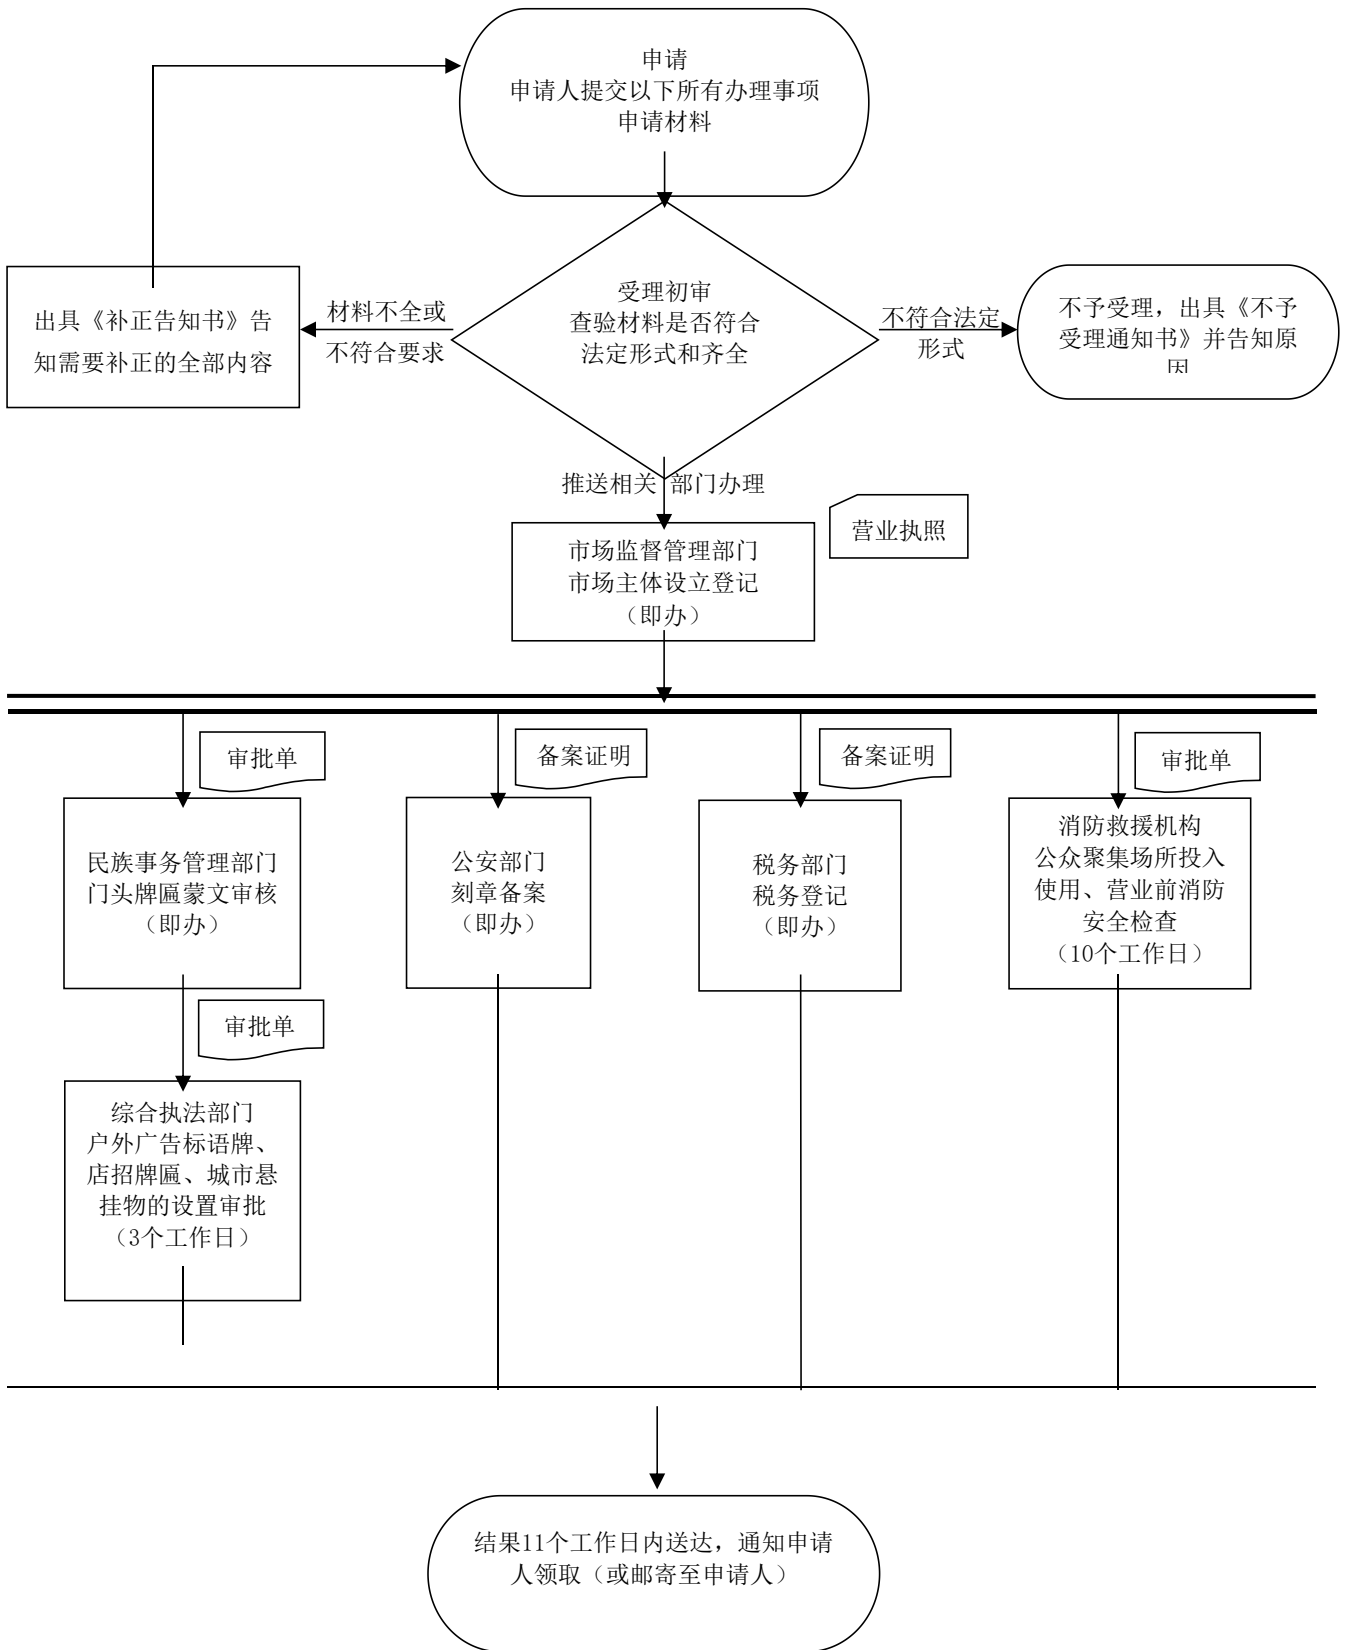 申请
申请人提交以下所有办理事项
申请材料
受理初审
查验材料是否符合
法定形式和齐全
材料不全或
不符合要求
出具《补正告知书》告
知需要补正的全部内容
不符合法定
形式
不予受理，出具《不予
受理通知书》并告知原
因
推送相关 部门办理
营业执照
市场监督管理部门
市场主体设立登记
（即办）
审批单
备案证明
备案证明
审批单
民族事务管理部门
门头牌匾蒙文审核
（即办）
公安部门
刻章备案
（即办）
税务部门
税务登记
（即办）
消防救援机构
公众聚集场所投入
使用、营业前消防
安全检查
（10个工作日）
审批单
综合执法部门
户外广告标语牌、
店招牌匾、城市悬
挂物的设置审批
（3个工作日）
结果11个工作日内送达，通知申请
人领取（或邮寄至申请人）